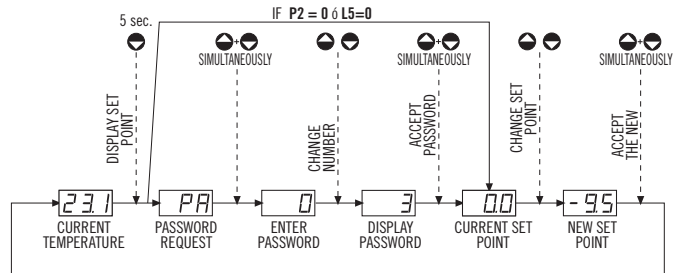 IF P2 = 0 ó L5=0
5 sec.
SIMULTANEOUSLY
SIMULTANEOUSLY
SIMULTANEOUSLY
DISPLAY SET
POINT
CHANGE
NUMBER
ACCEPT
PASSWORD
CHANGE SET
POINT
ACCEPT
THE NEW
23.1
PA
0
3
0.0
-9.5
CURRENT
TEMPERATURE
PASSWORD
REQUEST
ENTER
PASSWORD
DISPLAY
PASSWORD
CURRENT SET
POINT
NEW SET
POINT